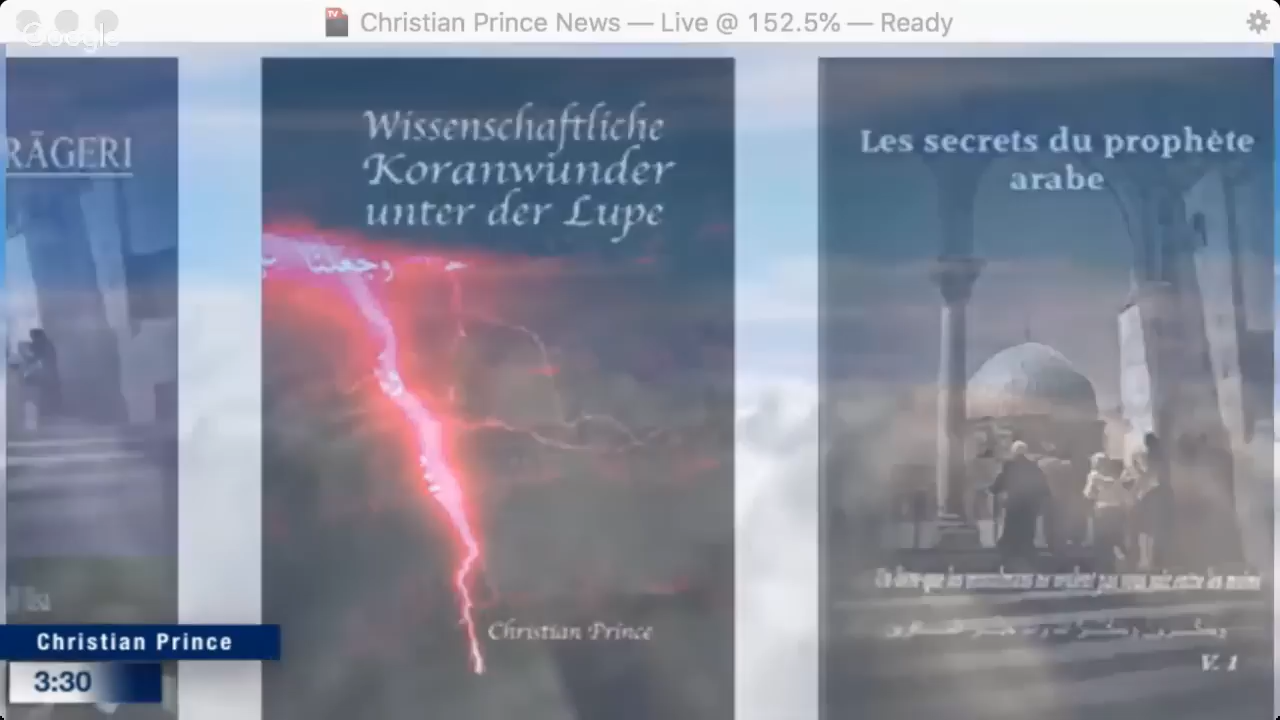 Christian Prince News — Live @ 152.5% — Ready
Google
RÄGERI
Wissenschaftliche
Koranwunder
unter der Lupe
وجعلنا
Christian Prince
Les secrets du prophète
arabe
V. 1
Christian Prince
3:30